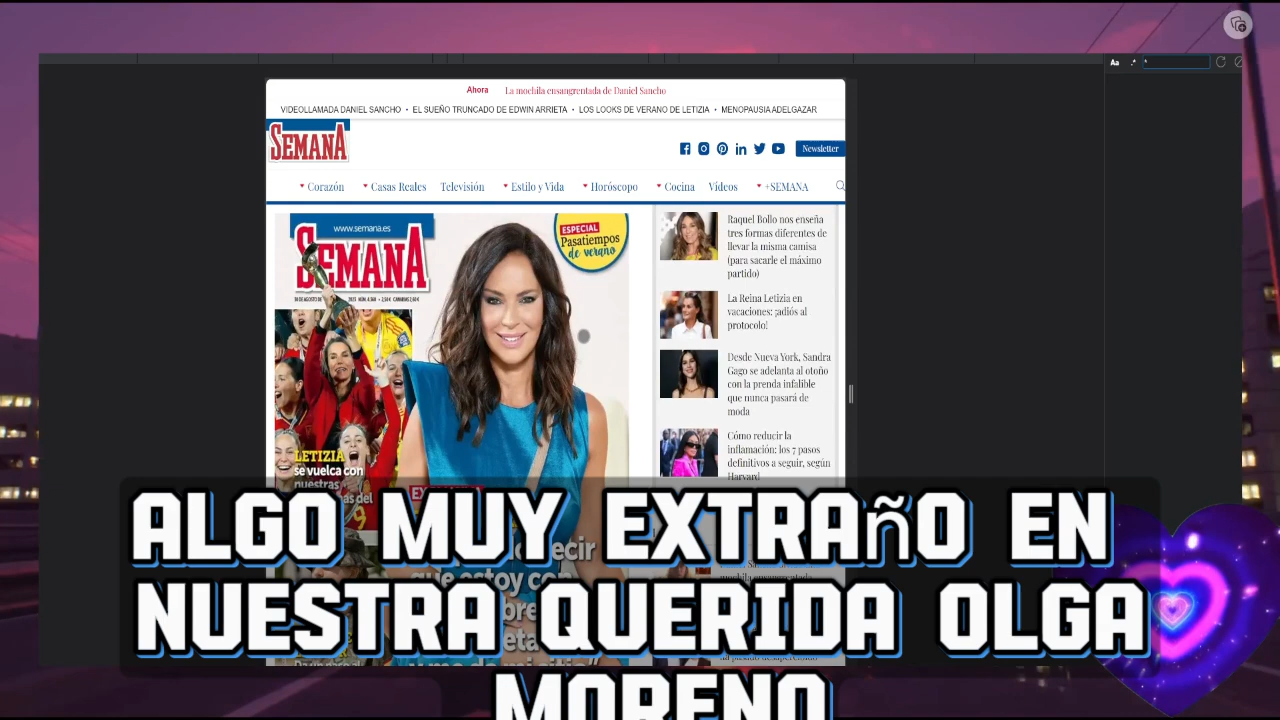 Aa
Ahora La mochila ensangrentada de Daniel Sancho
VIDEOLLAMADA DANIEL SANCHO • EL SUEÑO TRUNCADO DE EDWIN ARRIETA • LOS LOOKS DE VERANO DE LETIZIA • MENOPAUSIA ADELGAZAR
SEMANA
Newsletter
Corazón Casas Reales Televisión Estilo y Vida Horóscopo Cocina Vídeos +SEMANA
www.semana.es
SEMANA
ESPECIAL
Pasatiempos
de verano
LETIZIA
se vuelca con
nuestras
Raquel Bollo nos enseña
tres formas diferentes de
llevar la misma camisa
(para sacarle el máximo
partido)
La Reina Letizia en
vacaciones: ¡adiós al
protocolo!
Desde Nueva York, Sandra
Gago se adelanta al otoño
con la prenda infalible
que nunca pasará de
moda
Cómo reducir la
inflamación: los 7 pasos
definitivos a seguir, según
Harvard
ALGO MUY EXTRAñO EN
NUESTRA QUERIDA OLGA
MORENO